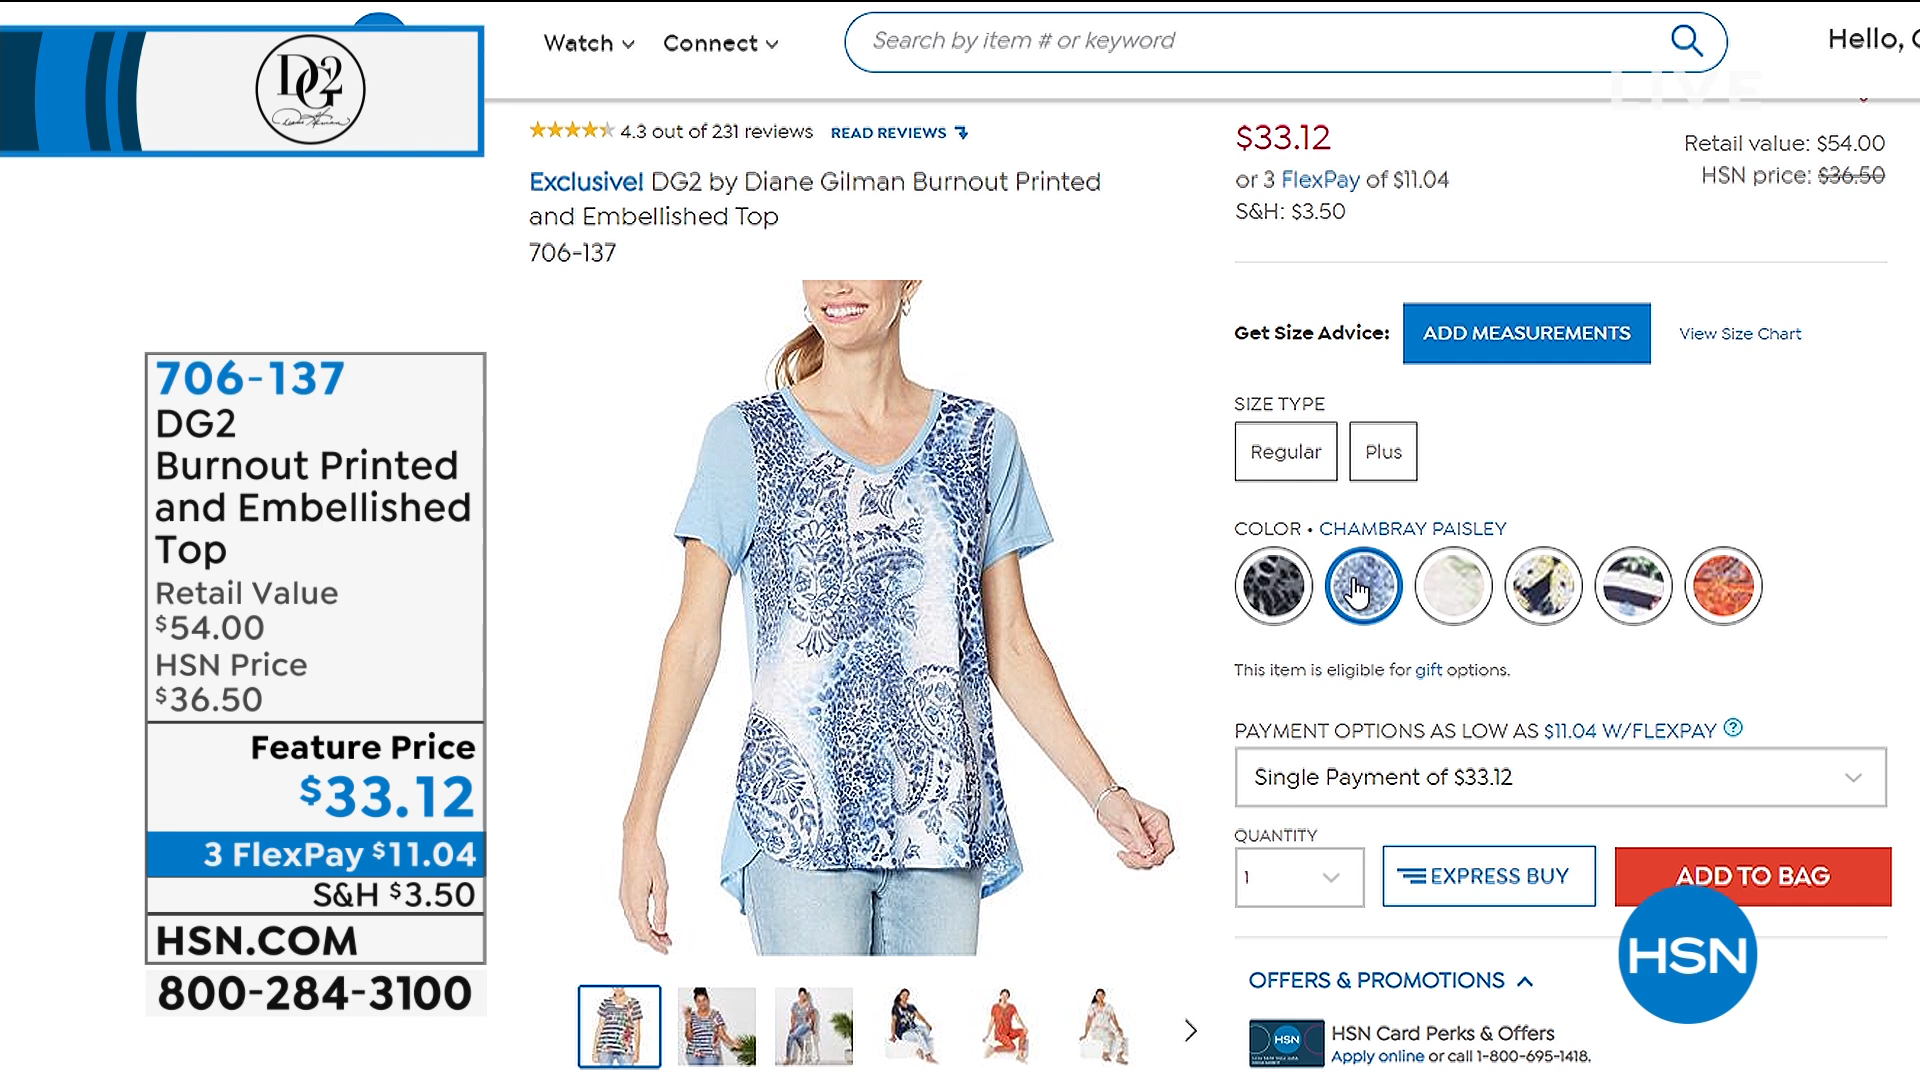 DG2
Watch
Connect
Search by item # or keyword
Hello,
LIVE
4.3 out of 231 reviews READ REVIEWS
Exclusive! DG2 by Diane Gilman Burnout Printed
and Embellished Top
706-137
$33.12
or 3 FlexPay of $11.04
S&H: $3.50
Retail value: $54.00
HSN price: $36.50
Get Size Advice: ADD MEASUREMENTS View Size Chart
SIZE TYPE
Regular Plus
COLOR • CHAMBRAY PAISLEY
This item is eligible for gift options.
PAYMENT OPTIONS AS LOW AS $11.04 W/FLEXPAY ?
Single Payment of $33.12
QUANTITY
1
EXPRESS BUY
ADD TO BAG
OFFERS & PROMOTIONS
HSN
HSN Card Perks & Offers
Apply online or call 1-800-695-1418.
HSN
706-137
DG2
Burnout Printed
and Embellished
Top
Retail Value
$54.00
HSN Price
$36.50
Feature Price
$33.12
3 FlexPay $11.04
S&H $3.50
HSN.COM
800-284-3100